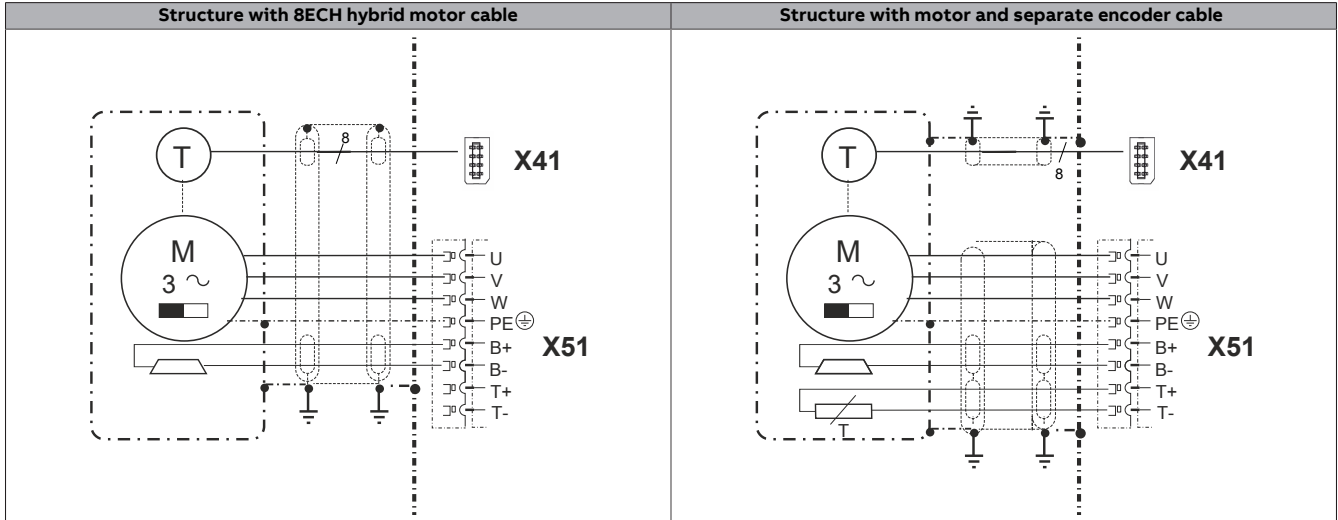 Structure with 8ECH hybrid motor cable
Structure with motor and separate encoder cable
T
8
X41
M
3 ~
U
V
W
PE
B+
B-
T+
T-
X51
T
8
X41
M
3 ~
U
V
W
PE
B+
B-
T+
T-
X51
T